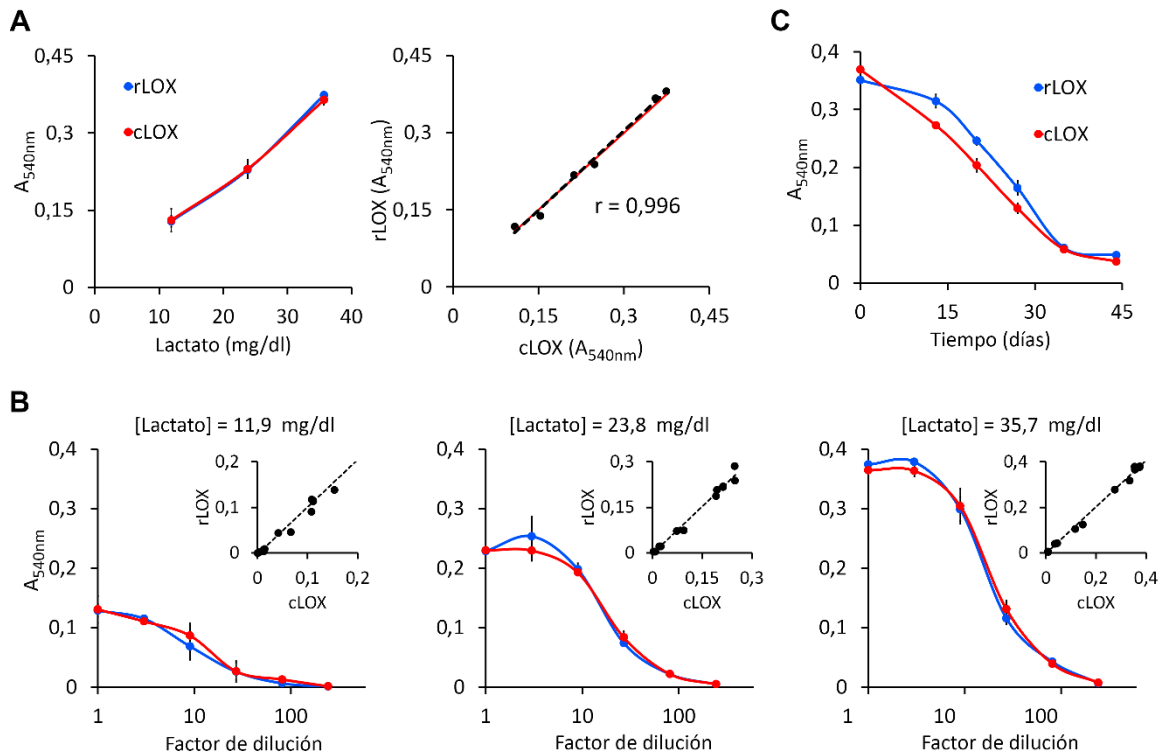 A
0,45
0,3
0,15
0
A540nm
rLOX
cLOX
0 10 20 30 40
Lactato (mg/dl)
0,45
0,3
0,15
0
rLOX (A540nm)
r = 0,996
0 0,15 0,3 0,45
cLOX (A540nm)
C
0,4
0,3
0,2
0,1
0
A540nm
rLOX
cLOX
0 15 30 45
Tiempo (días)
B
[Lactato] = 11,9 mg/dl
0,4
0,3
0,2
0,1
0
A540nm
0,2
0,1
0
rLOX
0 0,1 0,2
cLOX
1 10 100
Factor de dilución
[Lactato] = 23,8 mg/dl
0,4
0,3
0,2
0,1
0
0,3
0,15
0
rLOX
0 0,15 0,3
cLOX
1 10 100
Factor de dilución
[Lactato] = 35,7 mg/dl
0,4
0,3
0,2
0,1
0
0,4
0,2
0
rLOX
0 0,2 0,4
cLOX
1 10 100
Factor de dilución